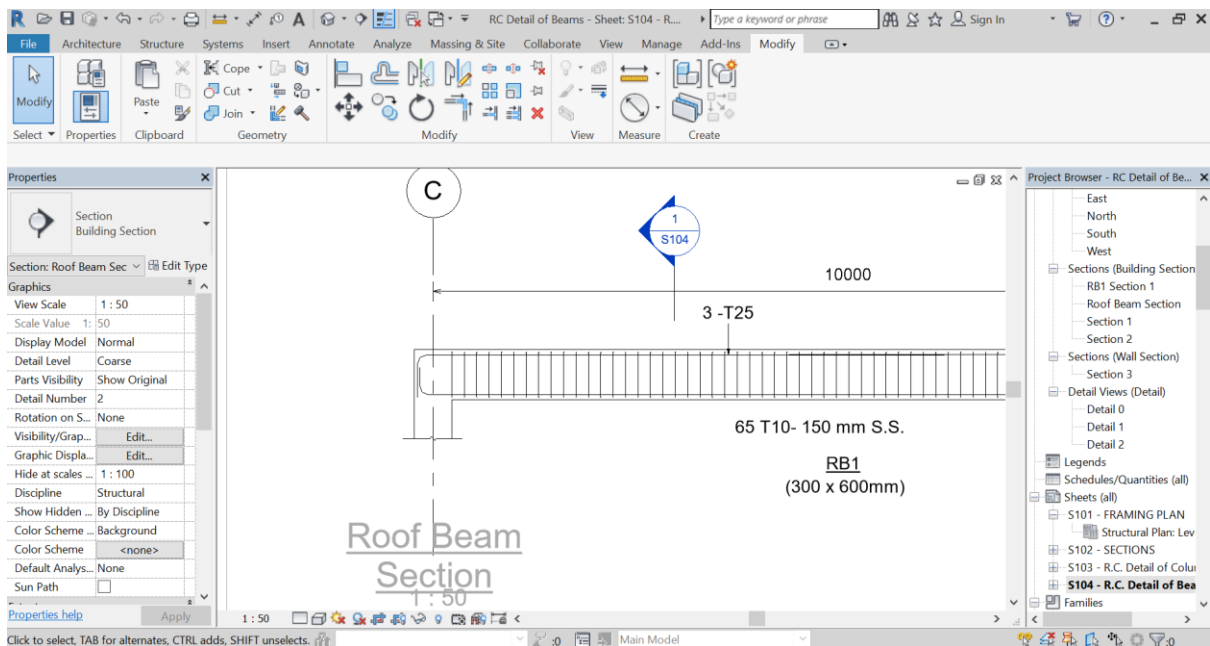 RC Detail of Beams - Sheet: S104 - R....
Type a keyword or phrase
Sign In
File Architecture Structure Systems Insert Annotate Analyze Massing & Site Collaborate View Manage Add-Ins Modify
Modify
Paste
Cope
Cut
Join
Select Properties Clipboard Geometry Modify View Measure Create
Properties
Section
Building Section
Section: Roof Beam Sec
Edit Type
Graphics
View Scale 1 : 50
Scale Value 1: 50
Display Model Normal
Detail Level Coarse
Parts Visibility Show Original
Detail Number 2
Rotation on S... None
Visibility/Grap... Edit...
Graphic Displa... Edit...
Hide at scales ... 1 : 100
Discipline Structural
Show Hidden ... By Discipline
Color Scheme ... Background
Color Scheme <none>
Default Analys... None
Sun Path
Properties help
Apply
C
1
S104
10000
3 -T25
65 T10- 150 mm S.S.
RB1
(300 x 600mm)
Roof Beam
Section
1 : 50
Project Browser - RC Detail of Be...
East
North
South
West
Sections (Building Section
RB1 Section 1
Roof Beam Section
Section 1
Section 2
Sections (Wall Section)
Section 3
Detail Views (Detail)
Detail 0
Detail 1
Detail 2
Legends
Schedules/Quantities (all)
Sheets (all)
S101 - FRAMING PLAN
Structural Plan: Lev
S102 - SECTIONS
S103 - R.C. Detail of Colu
S104 - R.C. Detail of Bea
Families
1 : 50
Click to select, TAB for alternates, CTRL adds, SHIFT unselects.
:0
Main Model
:0